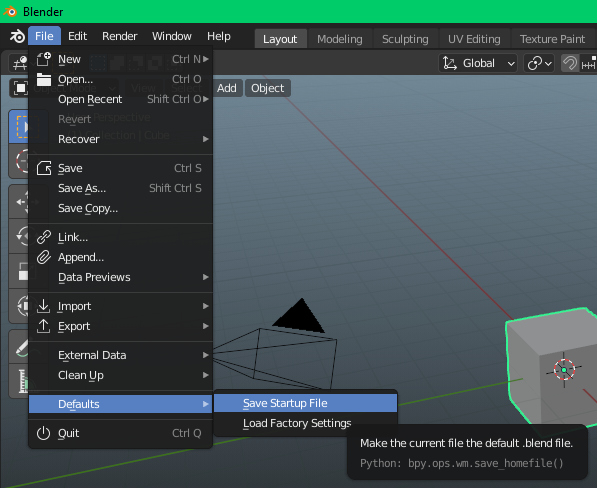 Blender
File Edit Render Window Help Layout Modeling Sculpting UV Editing Texture Paint
Global
Add Object
New Ctrl N
Open... Ctrl O
Open Recent Shift Ctrl O
Revert
Recover
Save Ctrl S
Save As... Shift Ctrl S
Save Copy...
Link...
Append...
Data Previews
Import
Export
External Data
Clean Up
Defaults
Quit Ctrl Q
Save Startup File
Load Factory Settings
Make the current file the default .blend file.
Python: bpy.ops.wm.save_homefile()